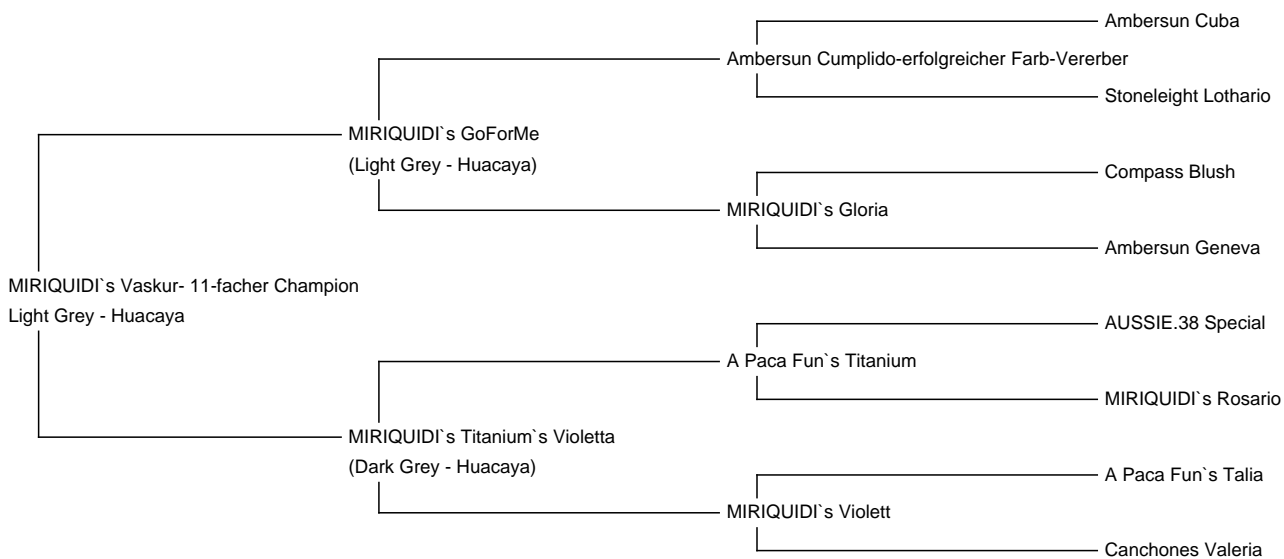 Ambersun Cuba
Ambersun Cumplido-erfolgreicher Farb-Vererber
Stoneleight Lothario
MIRIQUIDI`s GoForMe
(Light Grey - Huacaya)
Compass Blush
MIRIQUIDI`s Gloria
Ambersun Geneva
MIRIQUIDI`s Vaskur- 11-facher Champion
Light Grey - Huacaya
AUSSIE.38 Special
A Paca Fun`s Titanium
MIRIQUIDI`s Rosario
MIRIQUIDI`s Titanium`s Violetta
(Dark Grey - Huacaya)
A Paca Fun`s Talia
MIRIQUIDI`s Violett
Canchones Valeria